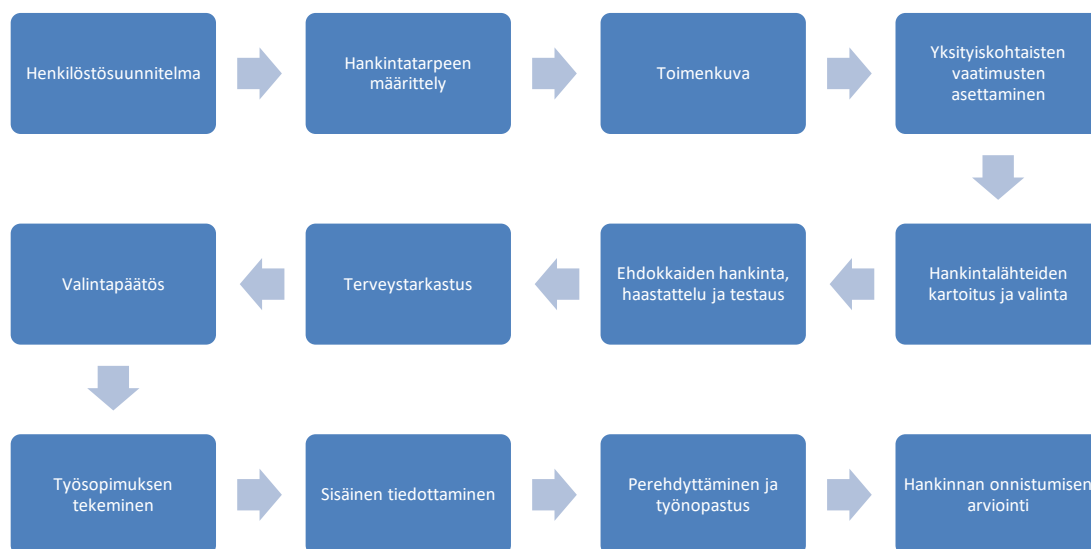 Henkilöstösuunnitelma
Hankintatarpeen
määrittely
Toimenkuva
Yksityiskohtaisten
vaatimusten
asettaminen
Hankintalähteiden
kartoitus ja valinta
Ehdokkaiden hankinta,
haastattelu ja testaus
Terveystarkastus
Valintapäätös
Työsopimuksen
tekeminen
Sisäinen tiedottaminen
Perehdyttäminen ja
työnopastus
Hankinnan onnistumisen
arviointi